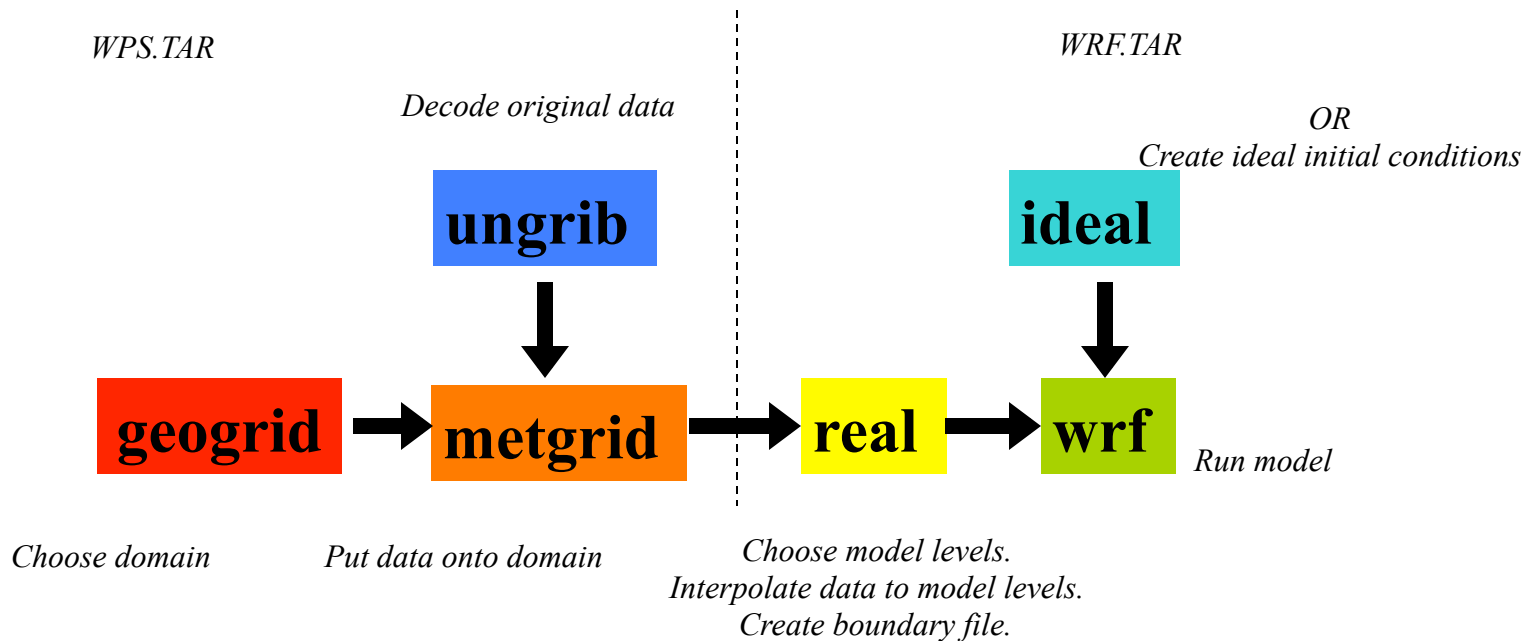 WPS.TAR
WRF.TAR
Decode original data
OR
Create ideal initial conditions
ungrib
ideal
geogrid
metgrid
real
wrf
Run model
Choose domain
Put data onto domain
Choose model levels.
Interpolate data to model levels.
Create boundary file.